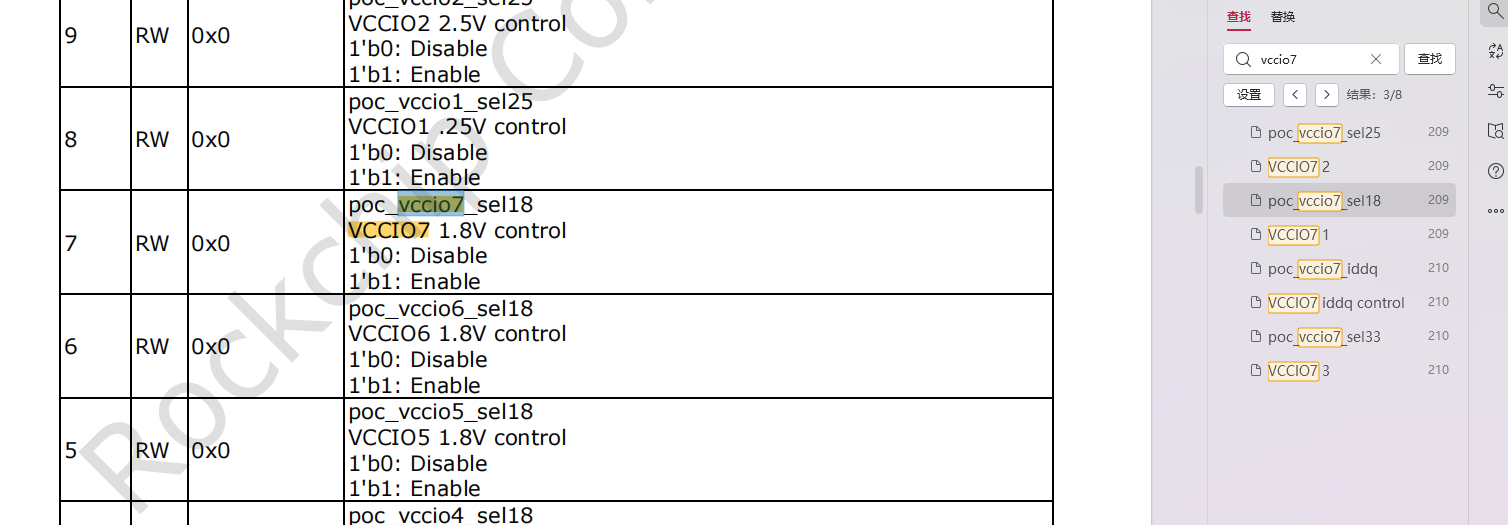 poc_vccio2_sel25
9 RW 0x0
VCCIO2 2.5V control
1'b0: Disable
1'b1: Enable
poc_vccio1_sel25
8 RW 0x0
VCCIO1 .25V control
1'b0: Disable
1'b1: Enable
poc_vccio7_sel18
7 RW 0x0
VCCIO7 1.8V control
1'b0: Disable
1'b1: Enable
poc_vccio6_sel18
6 RW 0x0
VCCIO6 1.8V control
1'b0: Disable
1'b1: Enable
poc_vccio5_sel18
5 RW 0x0
VCCIO5 1.8V control
1'b0: Disable
1'b1: Enable
poc_vccio4_sel18
Rockchip Co
查找 替换
vccio7 查找
设置 结果: 3/8
poc_vccio7_sel25 209
VCCIO7 2 209
poc_vccio7_sel18 209
VCCIO7 1 209
poc_vccio7_iddq 210
VCCIO7 iddq control 210
poc_vccio7_sel33 210
VCCIO7 3 210